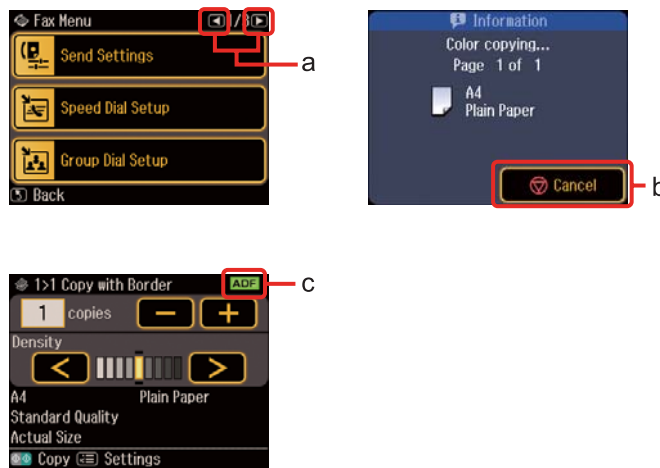 Fax Menu 1/3
Send Settings
a
Speed Dial Setup
Group Dial Setup
Back
Information
Color copying...
Page 1 of 1
A4
Plain Paper
Cancel
b
1>1 Copy with Border ADF
c
1 copies - +
Density
< >
A4 Plain Paper
Standard Quality
Actual Size
Copy Settings